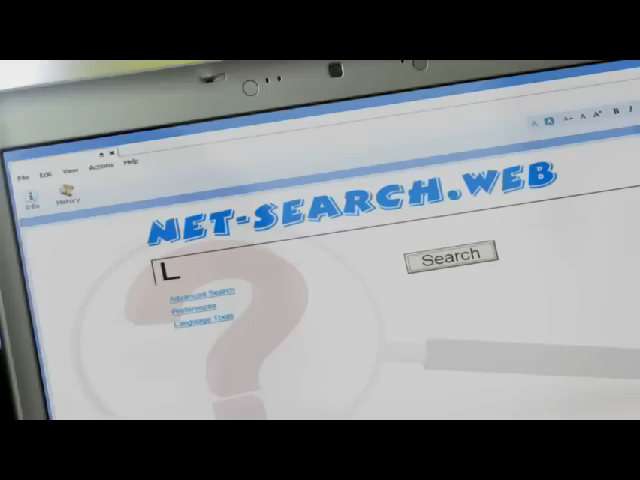 File Edit View Actions Help
Info History
NET-SEARCH.WEB
L
Search
Advanced Search
Preferences
Language Tools